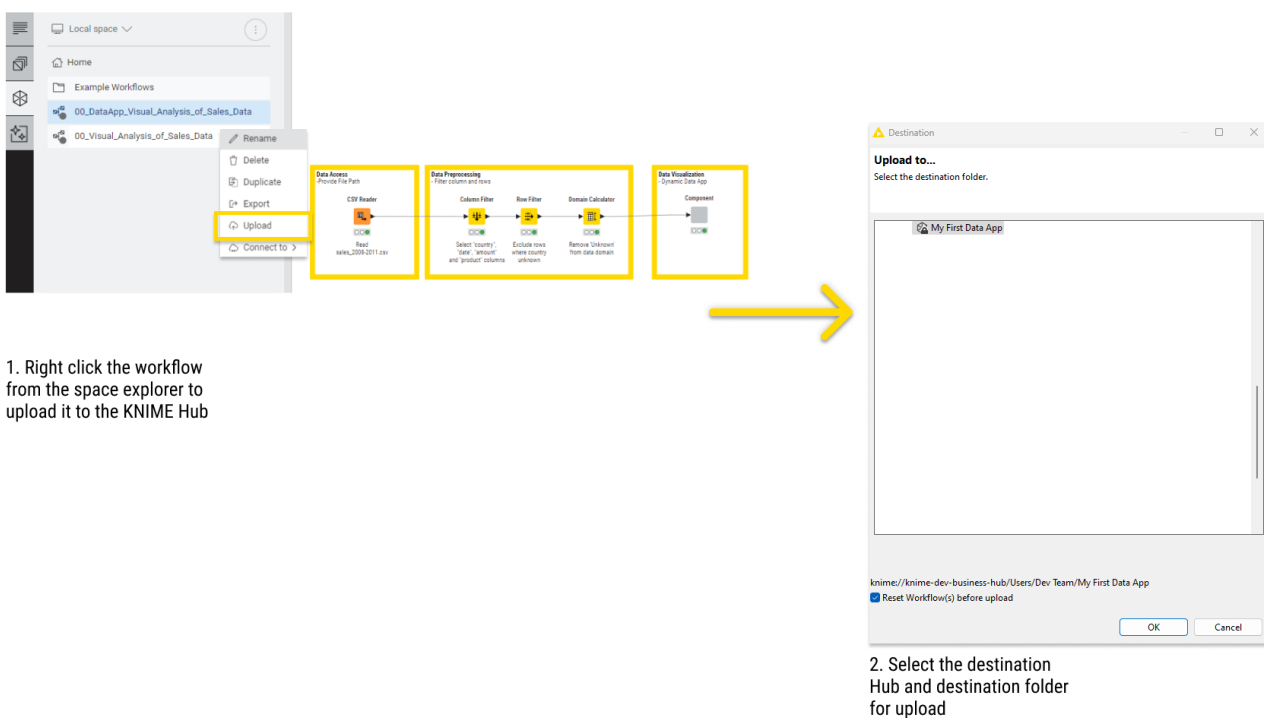 Local space
Home
Example Workflows
00_DataApp_Visual_Analysis_of_Sales_Data
00_Visual_Analysis_of_Sales_Data
Rename
Delete
Duplicate
Export
Upload
Connect to
Data Access
-Provide File Path
CSV Reader
Read
sales_2008-2011.csv
Data Preprocessing
- Filter column and rows
Column Filter
Row Filter
Domain Calculator
Select 'country',
'date', 'amount'
and 'product' columns
Exclude rows
where country
unknown
Remove 'Unknown'
from data domain
Data Visualization
- Dynamic Data App
Component
1. Right click the workflow
from the space explorer to
upload it to the KNIME Hub
Destination
Upload to...
Select the destination folder.
My First Data App
knime://knime-dev-business-hub/Users/Dev Team/My First Data App
Reset Workflow(s) before upload
OK
Cancel
2. Select the destination
Hub and destination folder
for upload